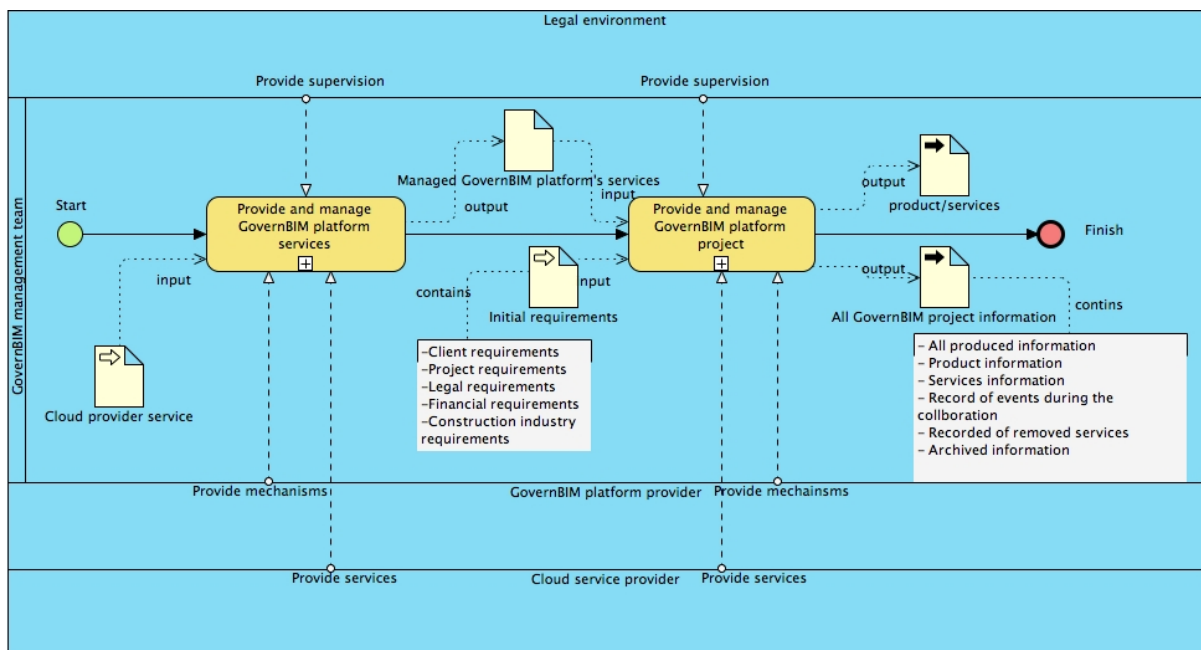 Legal environment
Provide supervision
Provide supervision
GovernBIM management team
Start
Provide and manage
GovernBIM platform
services
Managed GovernBIM platform's services
output
input
Provide and manage
GovernBIM platform
project
output
product/services
Finish
input
Cloud provider service
contains
nput
Initial requirements
-Client requirements
-Project requirements
-Legal requirements
-Financial requirements
-Construction industry
requirements
output
All GovernBIM project information
contins
- All produced information
- Product information
- Services information
- Record of events during the
collboration
- Recorded of removed services
- Archived information
Provide mechanisms
GovernBIM platform provider
Provide mechainsms
Provide services
Cloud service provider
Provide services